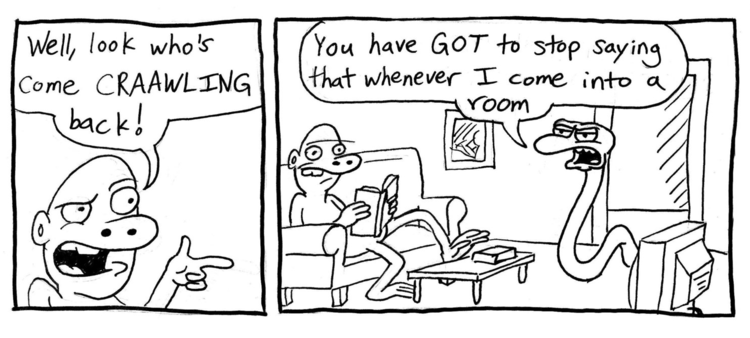 Well, look who's
come CRAAWLING
back!
You have GOT to stop saying
that whenever I come into a
room